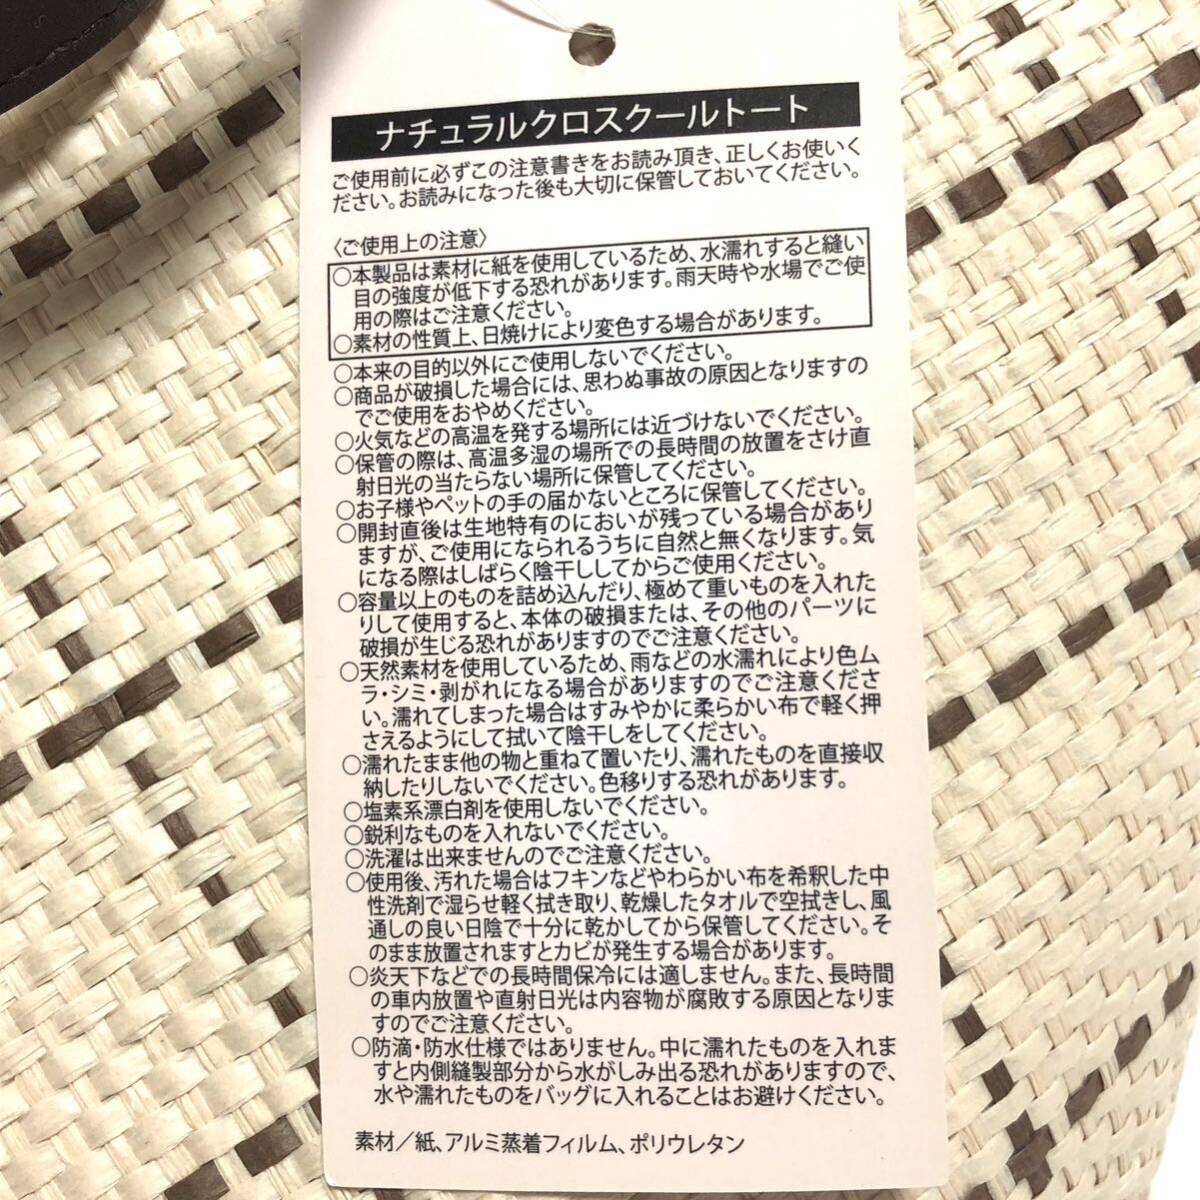 ナチュラルクロスクールトート
ご使用前に必ずこの注意書きをお読み頂き、正しくお使いく
ださい。お読みになった後も大切に保管しておいてください。
〈ご使用上の注意〉
○本製品は素材に紙を使用しているため、水濡れすると縫い
目の強度が低下する恐れがあります。雨天時や水場でご使
用の際はご注意ください。
○素材の性質上、日焼けにより変色する場合があります。
○本来の目的以外にご使用しないでください。
○商品が破損した場合には、思わぬ事故の原因となりますの
でご使用をおやめください。
○火気などの高温を発する場所には近づけないでください。
○保管の際は、高温多湿の場所での長時間の放置をさけ直
射日光の当たらない場所に保管してください。
○お子様やペットの手の届かないところに保管してください。
○開封直後は生地特有のにおいが残っている場合があり
ますが、ご使用になられるうちに自然と無くなります。気
になる際はしばらく陰干ししてからご使用ください。
○容量以上のものを詰め込んだり、極めて重いものを入れた
りして使用すると、本体の破損または、その他のパーツに
破損が生じる恐れがありますのでご注意ください。
○天然素材を使用しているため、雨などの水濡れにより色ム
ラ・シミ・剥がれになる場合がありますのでご注意くださ
い。濡れてしまった場合はすみやかに柔らかい布で軽く押
さえるようにして拭いて陰干しをしてください。
○濡れたまま他の物と重ねて置いたり、濡れたものを直接収
納したりしないでください。色移りする恐れがあります。
○塩素系漂白剤を使用しないでください。
○鋭利なものを入れないでください。
○洗濯は出来ませんのでご注意ください。
○使用後、汚れた場合はフキンなどやわらかい布を希釈した中
性洗剤で湿らせ軽く拭き取り、乾燥したタオルで空拭きし、風
通しの良い日陰で十分に乾かしてから保管してください。そ
のまま放置されますとカビが発生する場合があります。
○炎天下などでの長時間保冷には適しません。また、長時間
の車内放置や直射日光は内容物が腐敗する原因となりま
すのでご注意ください。
○防滴・防水仕様ではありません。中に濡れたものを入れま
すと内側縫製部分から水がしみ出る恐れがありますので、
水や濡れたものをバッグに入れることはお避けください。
素材／紙、アルミ蒸着フィルム、ポリウレタン